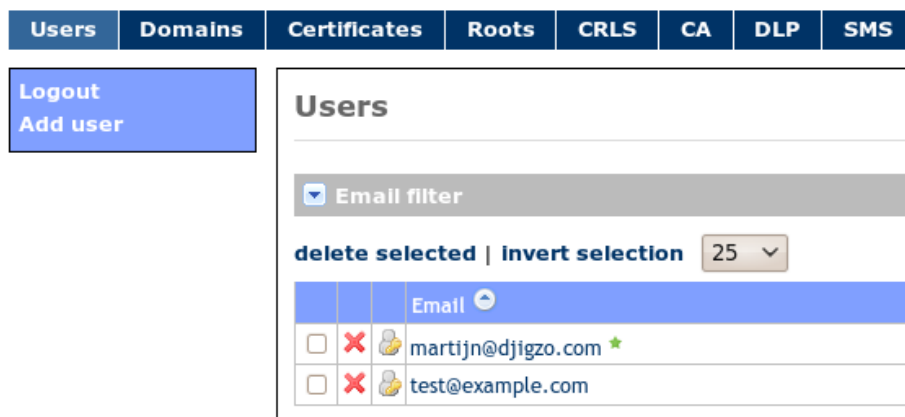 Users Domains Certificates Roots CRLS CA DLP SMS
Logout
Add user
Users
Email filter
delete selected | invert selection 25
Email
martijn@djigzo.com
test@example.com